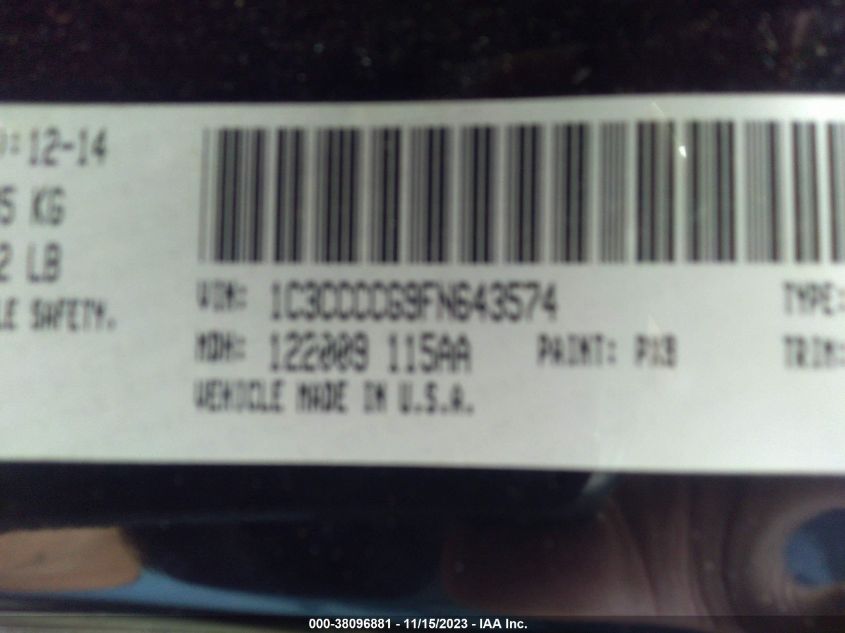 : 12-14
5 KG
2 LB
LE SAFETY.
VIN: 1C3CCCCG9FN643574 TYPE:
MDH: 122009 115AA PAINT: PX8 TRIM:
VEHICLE MADE IN U.S.A.
000-38096881 - 11/15/2023 - IAA Inc.